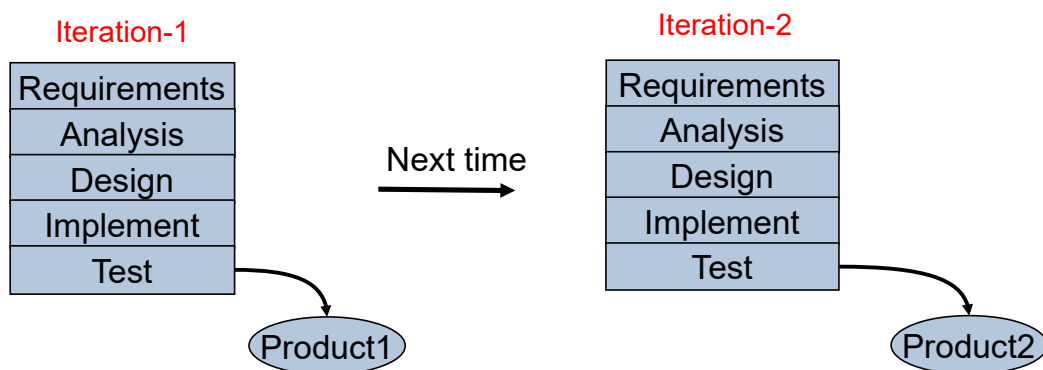 Iteration-1
Requirements
Analysis
Design
Implement
Test
Product1
Next time
Iteration-2
Requirements
Analysis
Design
Implement
Test
Product2